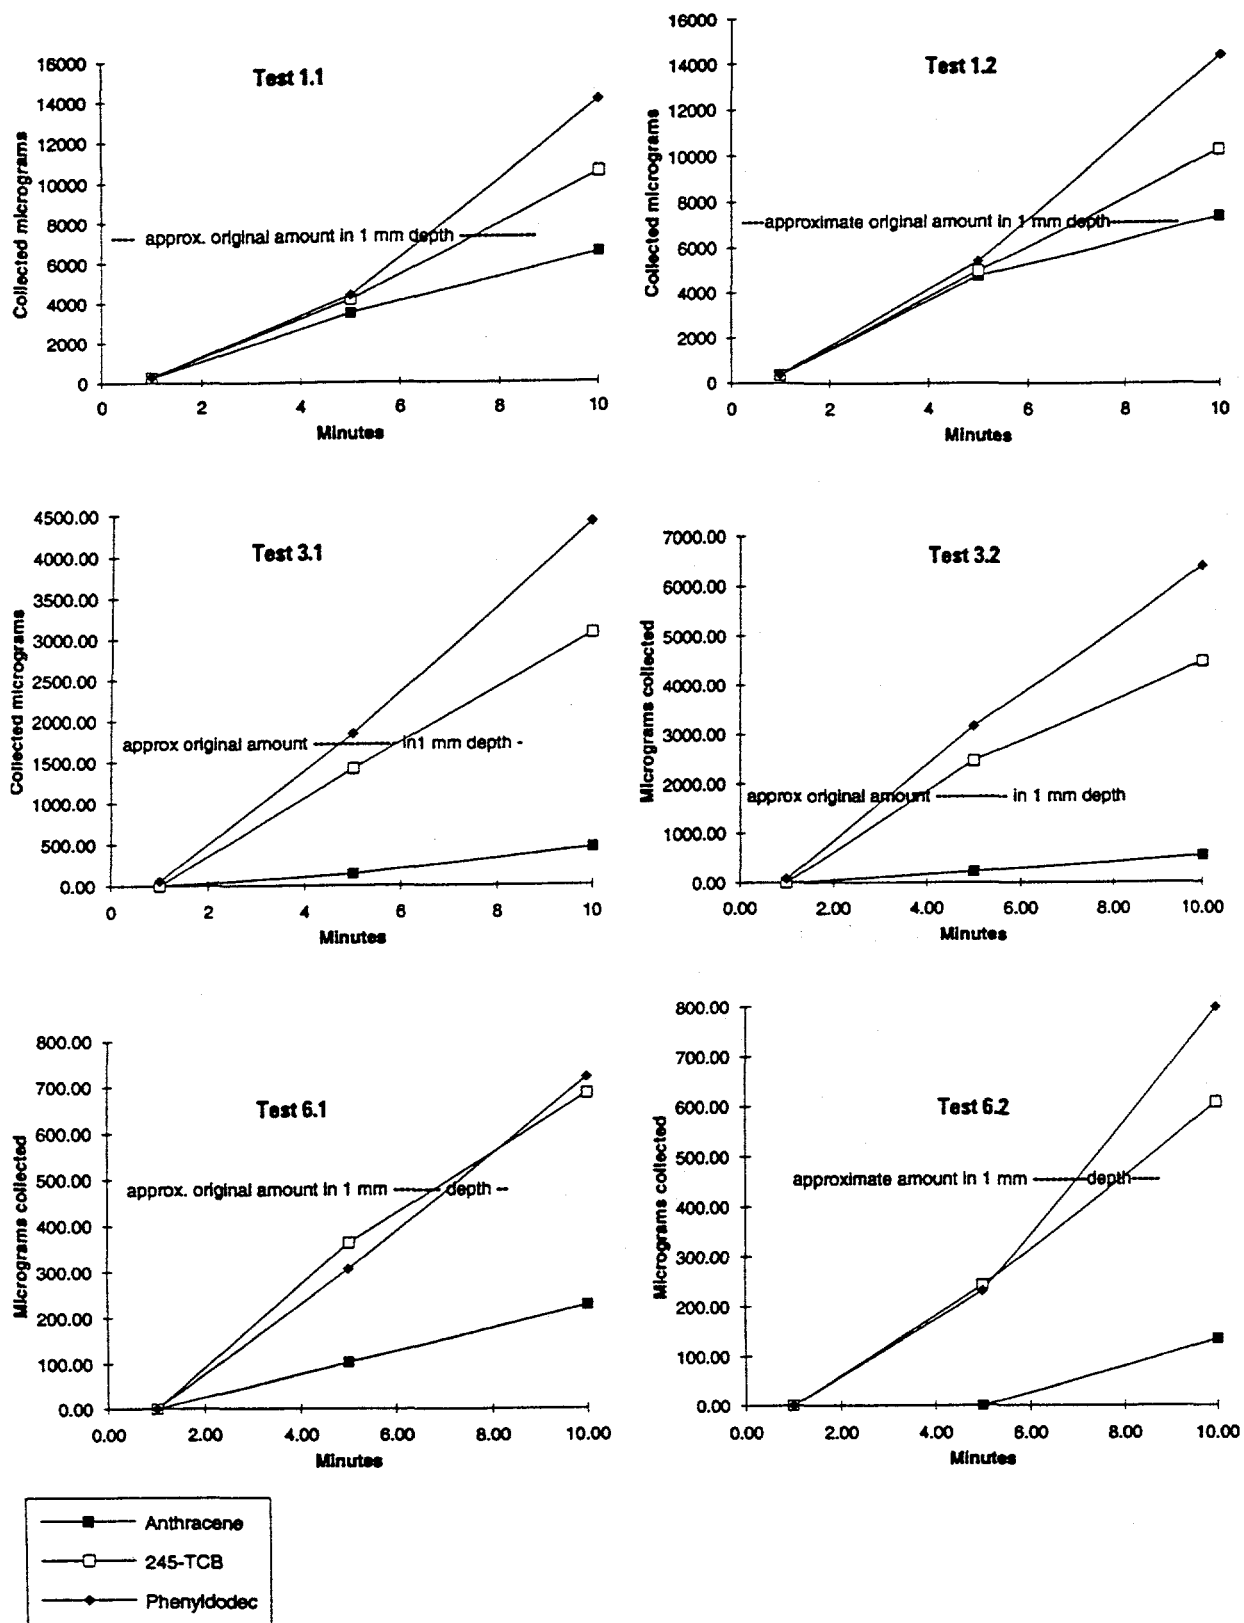 Test 1.1
Collected micrograms
16000
14000
12000
10000
8000
6000
4000
2000
0
--- approx. original amount in 1 mm depth ---------------
0 2 4 6 8 10
Minutes
Test 1.2
Collected micrograms
16000
14000
12000
10000
8000
6000
4000
2000
0
----approximate original amount in 1 mm depth------------
0 2 4 6 8 10
Minutes
Test 3.1
Collected micrograms
4500.00
4000.00
3500.00
3000.00
2500.00
2000.00
1500.00
1000.00
500.00
0.00
approx original amount --------------- in1 mm depth -
0 2 4 6 8 10
Minutes
Test 3.2
Micrograms collected
7000.00
6000.00
5000.00
4000.00
3000.00
2000.00
1000.00
0.00
approx original amount ------------- in 1 mm depth
0.00 2.00 4.00 6.00 8.00 10.00
Minutes
Test 6.1
Micrograms collected
800.00
700.00
600.00
500.00
400.00
300.00
200.00
100.00
0.00
approx. original amount in 1 mm -------- depth --
0.00 2.00 4.00 6.00 8.00 10.00
Minutes
Test 6.2
Micrograms collected
800.00
700.00
600.00
500.00
400.00
300.00
200.00
100.00
0.00
approximate amount in 1 mm ----------depth-----
0.00 2.00 4.00 6.00 8.00 10.00
Minutes
Anthracene
245-TCB
Phenyldodec